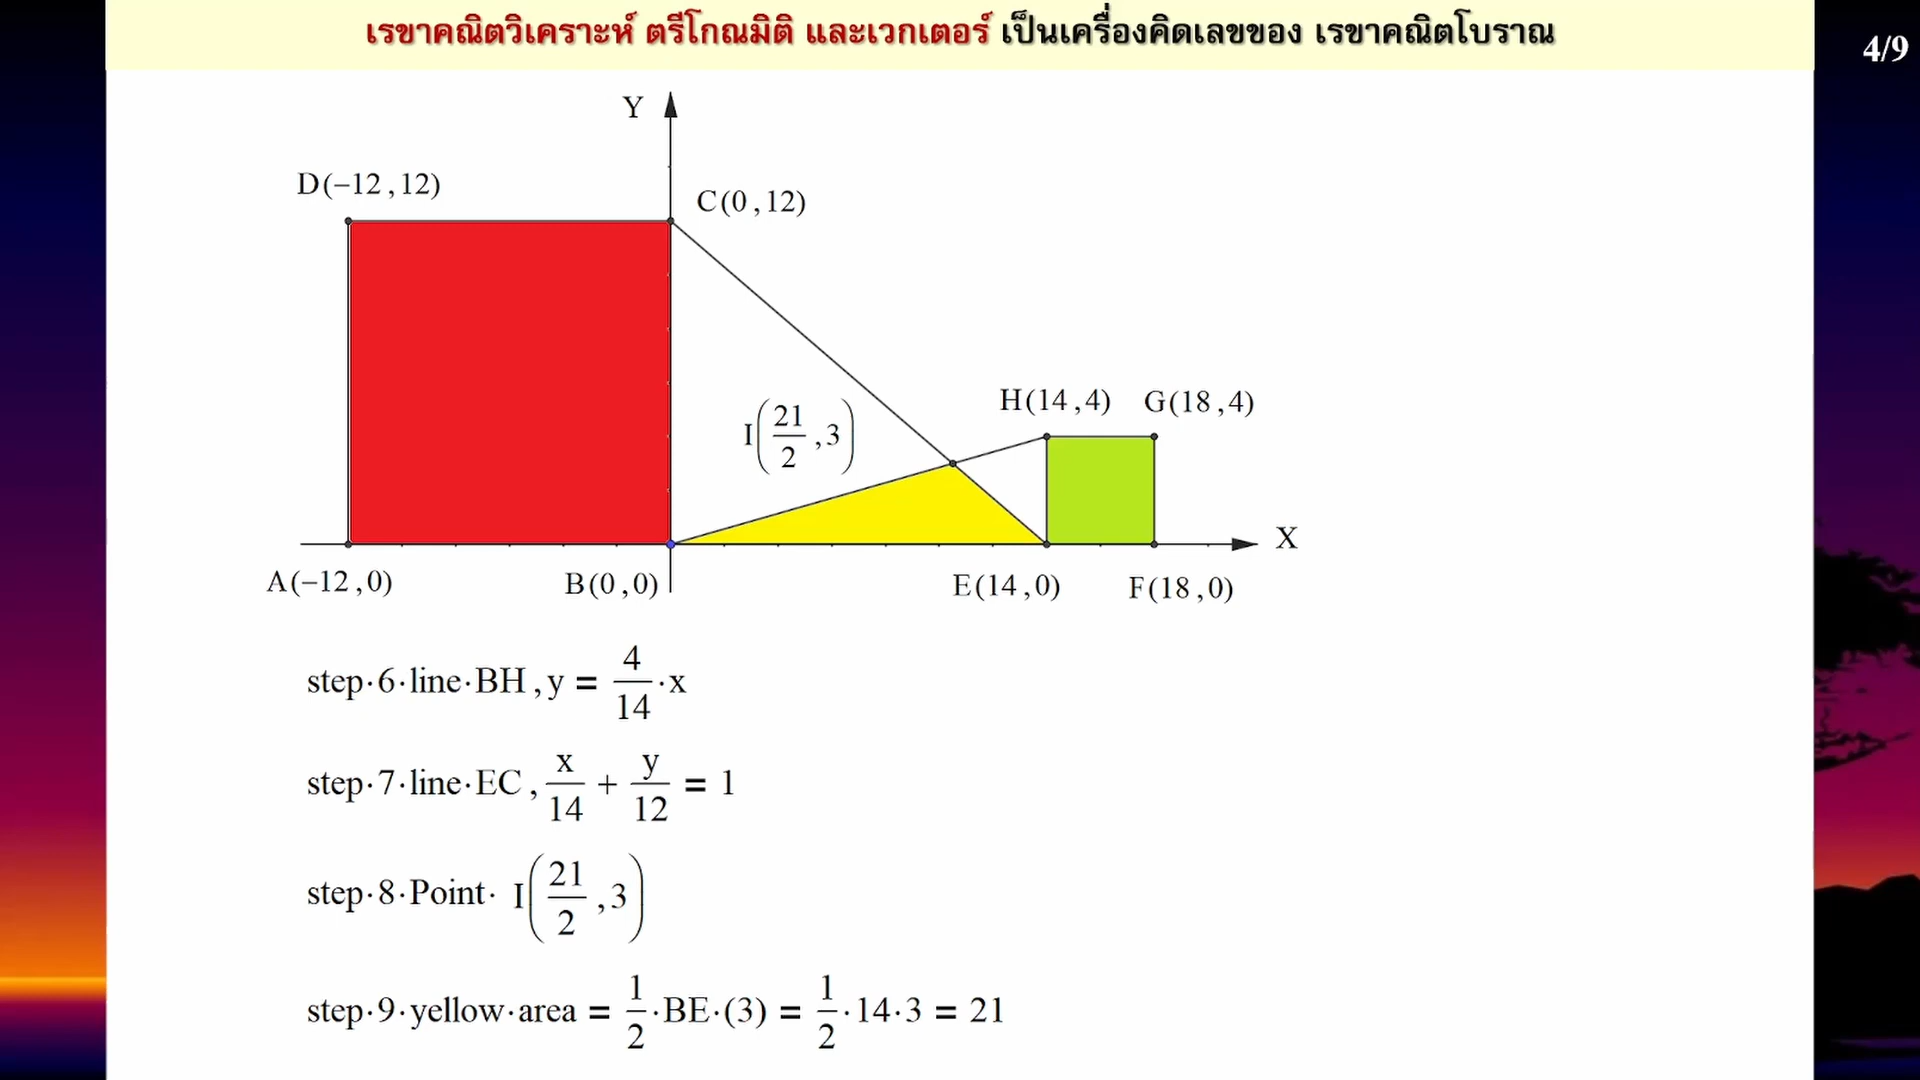 เรขาคณิตวิเคราะห์ ตรีโกณมิติ และเวกเตอร์ เป็นเครื่องคิดเลขของ เรขาคณิตโบราณ
4/9
Y
D(−12,12)
C(0,12)
H(14,4) G(18,4)
I(21/2,3)
X
A(−12,0) B(0,0) E(14,0) F(18,0)
step·6·line·BH,y = 4/14·x
step·7·line·EC, x/14 + y/12 = 1
step·8·Point· I(21/2,3)
step·9·yellow·area = 1/2·BE·(3) = 1/2·14·3 = 21